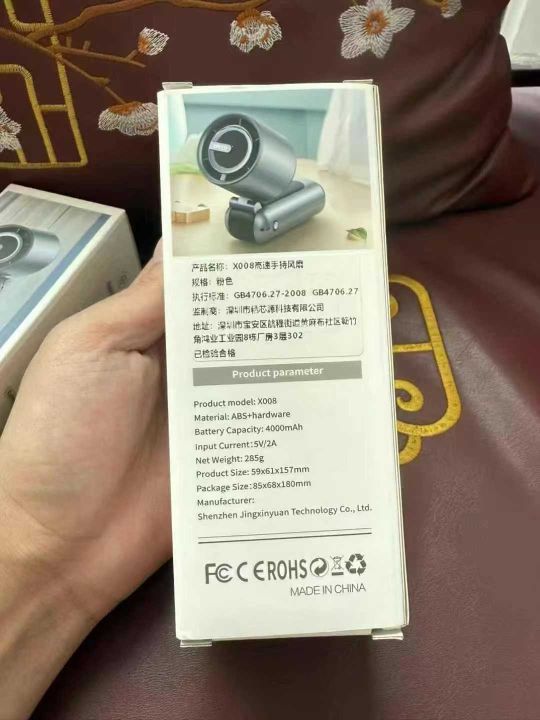 产品名称: X008高速手持风扇
规格: 粉色
执行标准: GB4706.27-2008 GB4706.27
监制商: 深圳市 科技有限公司
地址: 深圳市宝安区航程街道黄麻布社区 竹
角鸿业工业园8栋厂房3层302
已检验合格
Product parameter
Product model: X008
Material: ABS+hardware
Battery Capacity: 4000mAh
Input Current:5V/2A
Net Weight: 285g
Product Size: 59x61x157mm
Package Size:85x68x180mm
Manufacturer:
Shenzhen Jingxinyuan Technology Co., Ltd.
FC CE ROHS
MADE IN CHINA